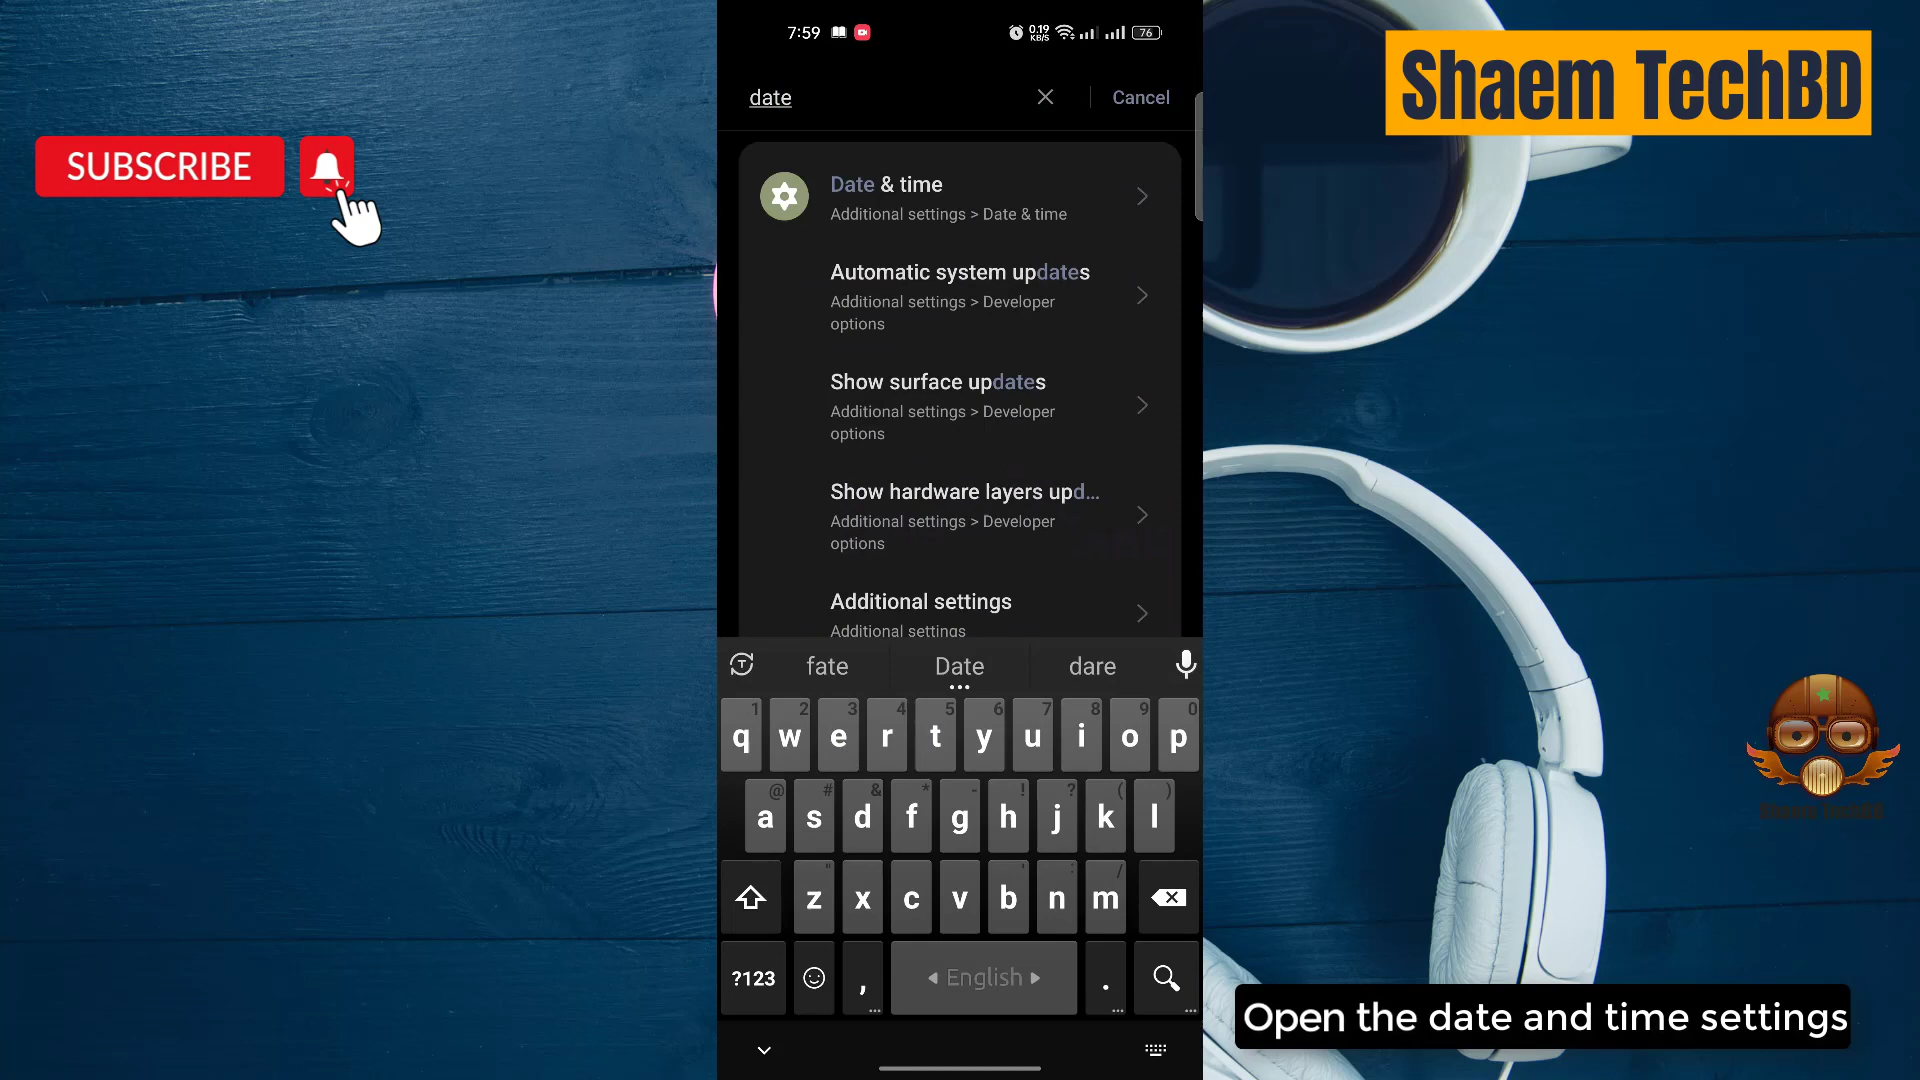 SUBSCRIBE
Shaem TechBD
7:59
0.19
KB/S
76
date
Cancel
Date & time
Additional settings > Date & time
Automatic system updates
Additional settings > Developer
options
Show surface updates
Additional settings > Developer
options
Show hardware layers upd...
Additional settings > Developer
options
Additional settings
Additional settings
fate Date dare
1 2 3 4 5 6 7 8 9 0
q w e r t y u i o p
@ # & * - ! ? ( )
a s d f g h j k l
" ' : /
z x c v b n m
?123 , English .
Shaem TechBD
Open the date and time settings